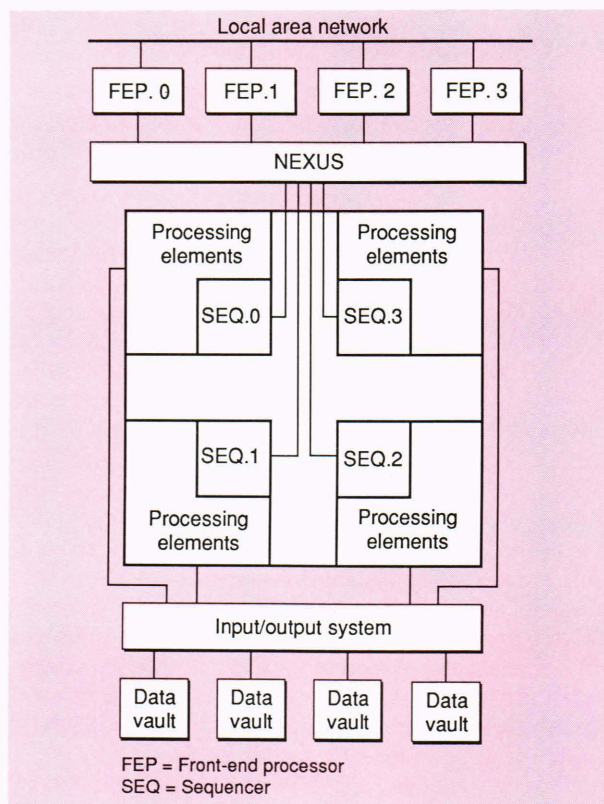 Local area network
FEP. 0
FEP.1
FEP. 2
FEP. 3
NEXUS
Processing
elements
Processing
elements
SEQ.0
SEQ.3
SEQ.1
SEQ.2
Processing
elements
Processing
elements
Input/output system
Data
vault
Data
vault
Data
vault
Data
vault
FEP = Front-end processor
SEQ = Sequencer